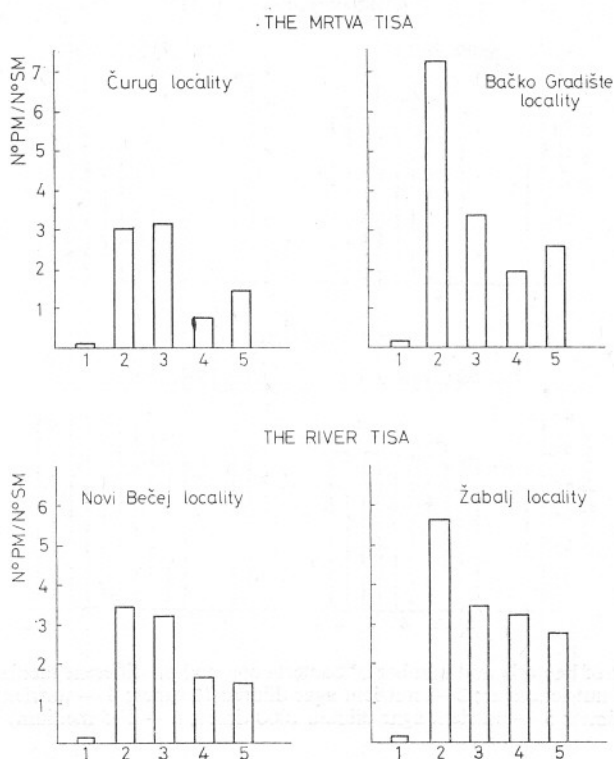 THE MRTVA TISA
N°PM/N°SM
Čurug locality
7
6
5
4
3
2
1
1 2 3 4 5
Bačko Gradište
locality
1 2 3 4 5
THE RIVER TISA
N°PM/N°SM
Novi Bečej locality
6
5
4
3
2
1
1 2 3 4 5
Žabalj locality
1 2 3 4 5